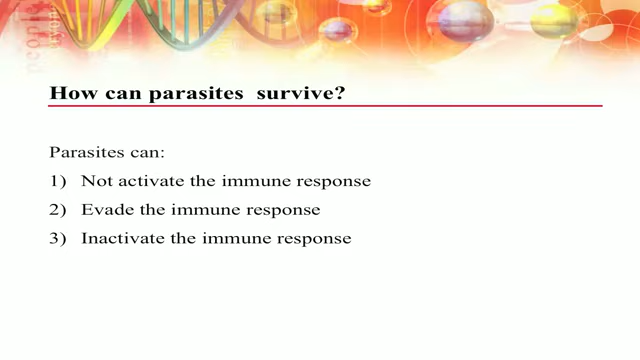 How can parasites survive?
Parasites can:
1) Not activate the immune response
2) Evade the immune response
3) Inactivate the immune response